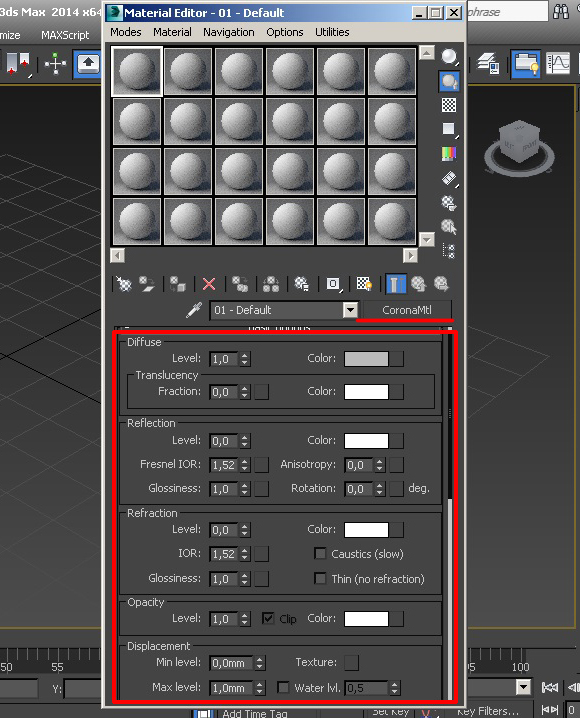 3ds Max 2014 x64
Material Editor - 01 - Default
phrase
mize
MAXScript
Modes
Material
Navigation
Options
Utilities
01 - Default
CoronaMtl
Basic options
Diffuse
Level: 1,0
Color:
Translucency
Fraction: 0,0
Color:
Reflection
Level: 0,0
Color:
Fresnel IOR: 1,52
Anisotropy: 0,0
Glossiness: 1,0
Rotation: 0,0 deg.
Refraction
Level: 0,0
Color:
IOR: 1,52
Caustics (slow)
Glossiness: 1,0
Thin (no refraction)
Opacity
Level: 1,0
Clip
Color:
Displacement
Min level: 0,0mm
Texture:
Max level: 1,0mm
Water lvl. 0,5
50
55
95
100
Y:
Add Time Tag
Set Key
Key Filters...
0